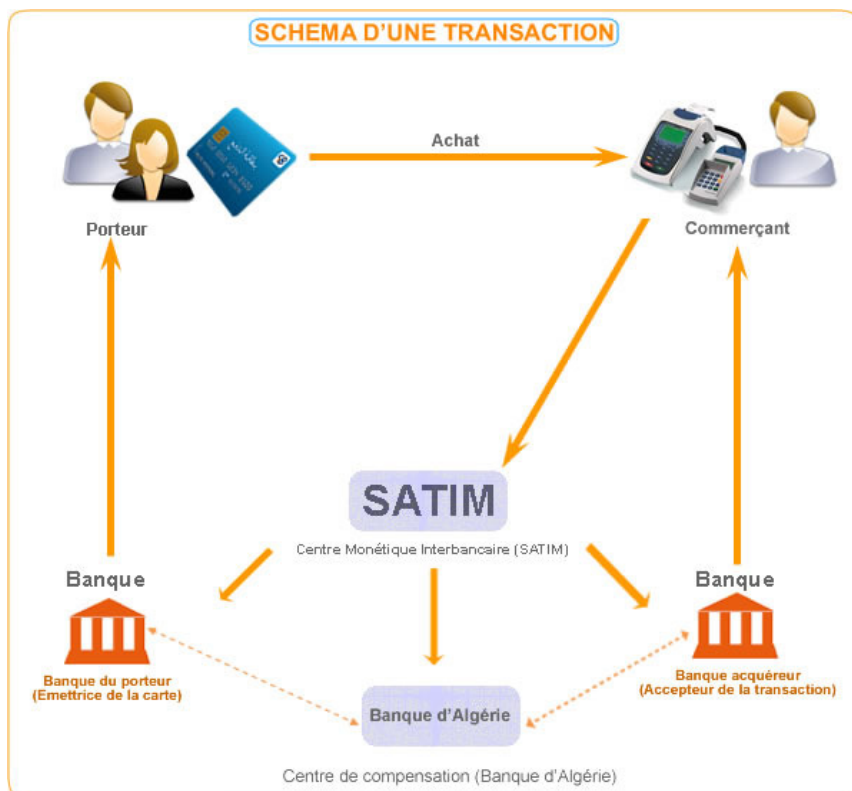 SCHEMA D'UNE TRANSACTION
Achat
Porteur
Commerçant
SATIM
Centre Monétique Interbancaire (SATIM)
Banque
Banque
Banque du porteur
(Emettrice de la carte)
Banque acquéreur
(Accepteur de la transaction)
Banque d'Algérie
Centre de compensation (Banque d'Algérie)